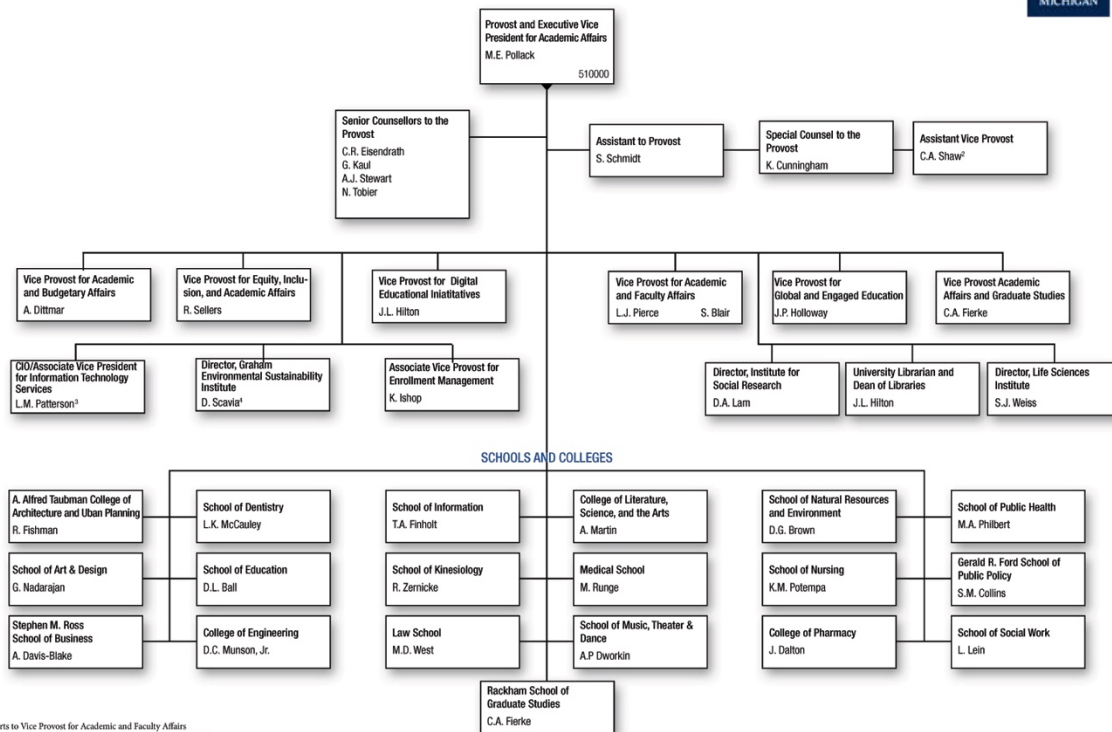 MICHIGAN
Provost and Executive Vice
President for Academic Affairs
M.E. Pollack
510000
Senior Counsellors to the
Provost
C.R. Eisendrath
G. Kaul
A.J. Stewart
N. Tobier
Assistant to Provost
S. Schmidt
Special Counsel to the
Provost
K. Cunningham
Assistant Vice Provost
C.A. Shaw²
Vice Provost for Academic
and Budgetary Affairs
A. Dittmar
Vice Provost for Equity, Inclu-
sion, and Academic Affairs
R. Sellers
Vice Provost for Digital
Educational Iniatitatives
J.L. Hilton
Vice Provost for Academic
and Faculty Affairs
L.J. Pierce S. Blair
Vice Provost for
Global and Engaged Education
J.P. Holloway
Vice Provost Academic
Affairs and Graduate Studies
C.A. Fierke
CIO/Associate Vice President
for Information Technology
Services
L.M. Patterson³
Director, Graham
Environmental Sustainability
Institute
D. Scavia⁴
Associate Vice Provost for
Enrollment Management
K. Ishop
Director, Institute for
Social Research
D.A. Lam
University Librarian and
Dean of Libraries
J.L. Hilton
Director, Life Sciences
Institute
S.J. Weiss
SCHOOLS AND COLLEGES
A. Alfred Taubman College of
Architecture and Uban Planning
R. Fishman
School of Dentistry
L.K. McCauley
School of Information
T.A. Finholt
College of Literature,
Science, and the Arts
A. Martin
School of Natural Resources
and Environment
D.G. Brown
School of Public Health
M.A. Philbert
School of Art & Design
G. Nadarajan
School of Education
D.L. Ball
School of Kinesiology
R. Zernicke
Medical School
M. Runge
School of Nursing
K.M. Potempa
Gerald R. Ford School of
Public Policy
S.M. Collins
Stephen M. Ross
School of Business
A. Davis-Blake
College of Engineering
D.C. Munson, Jr.
Law School
M.D. West
School of Music, Theater &
Dance
A.P Dworkin
College of Pharmacy
J. Dalton
School of Social Work
L. Lein
Rackham School of
Graduate Studies
C.A. Fierke
rts to Vice Provost for Academic and Faculty Affairs